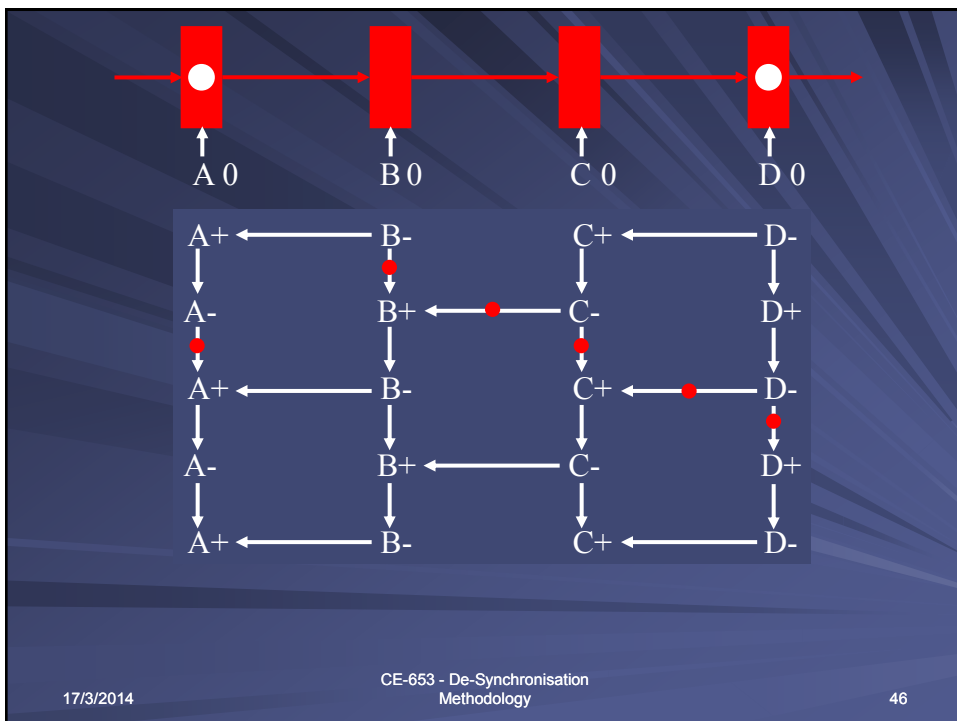 A 0 B 0 C 0 D 0
A+ B- C+ D-
A- B+ C- D+
A+ B- C+ D-
A- B+ C- D+
A+ B- C+ D-
17/3/2014
CE-653 - De-Synchronisation
Methodology
46